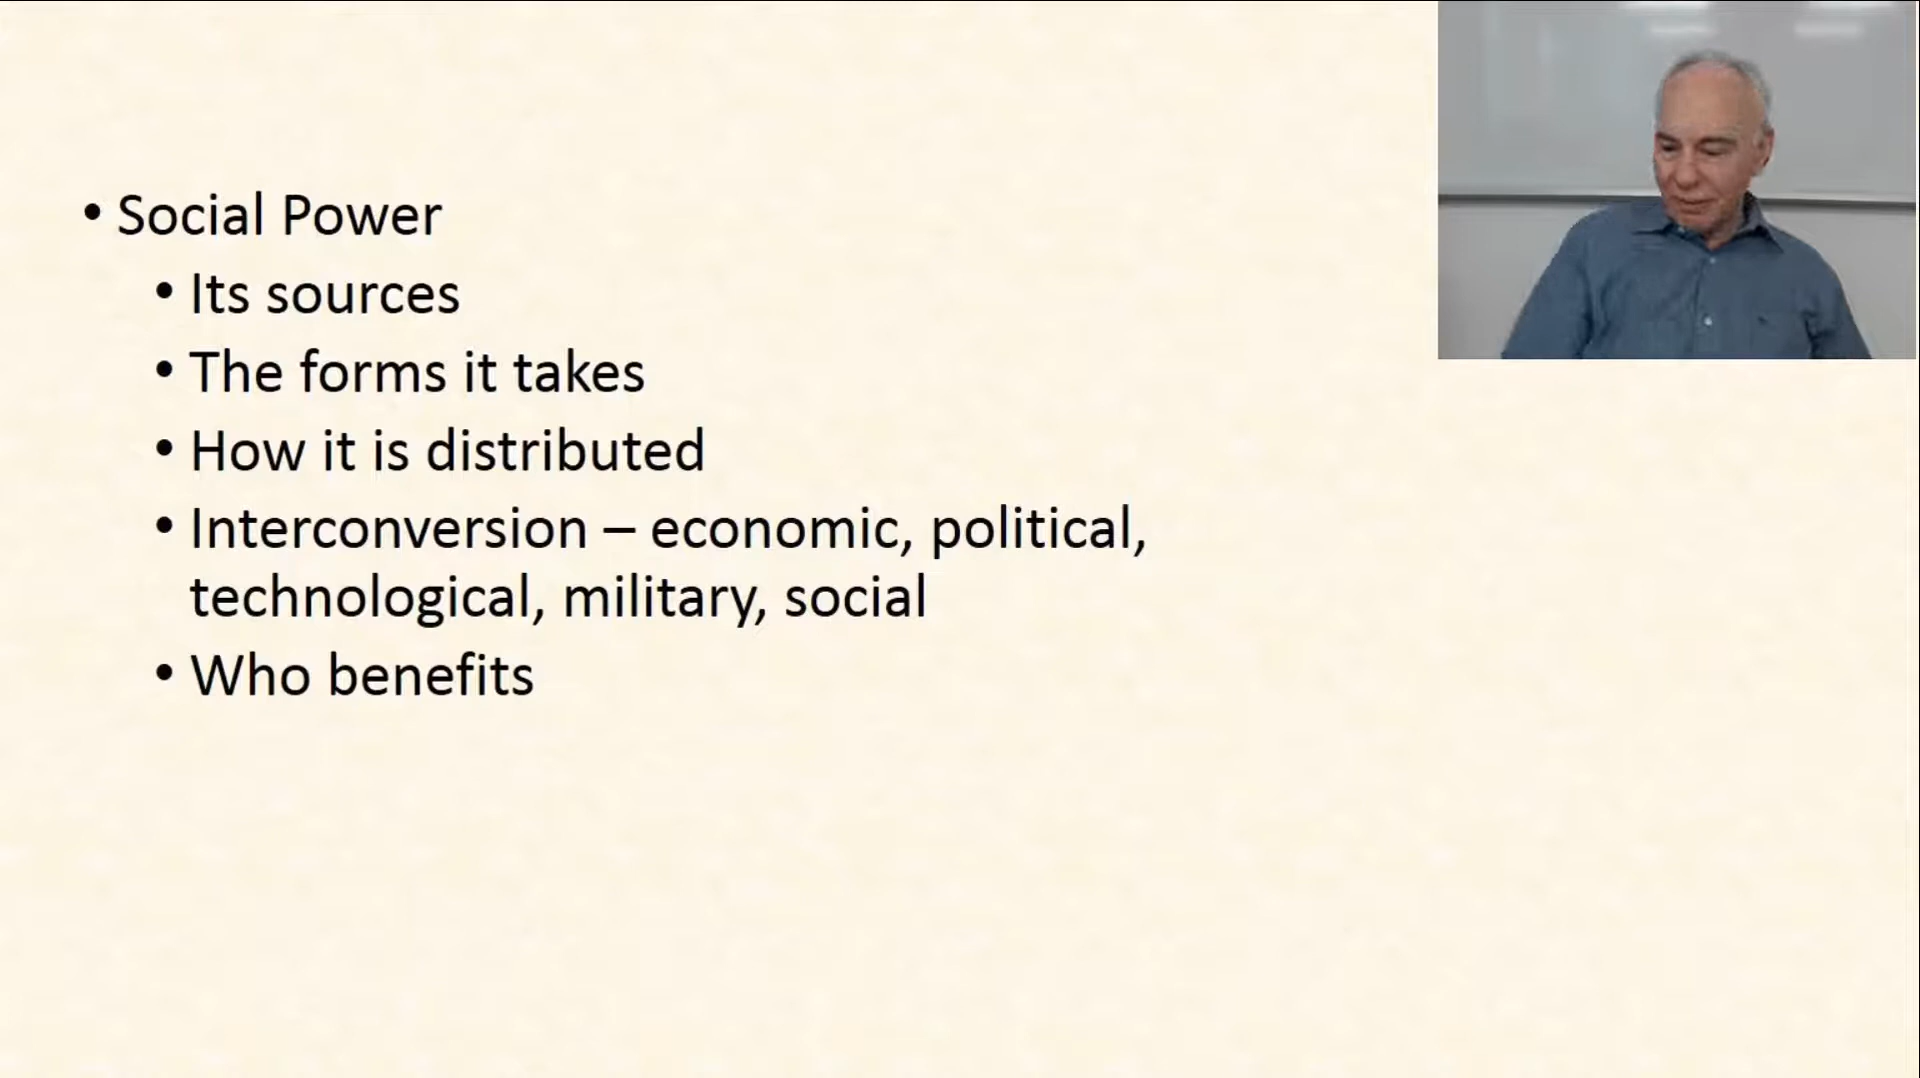 • Social Power
• Its sources
• The forms it takes
• How it is distributed
• Interconversion – economic, political,
technological, military, social
• Who benefits